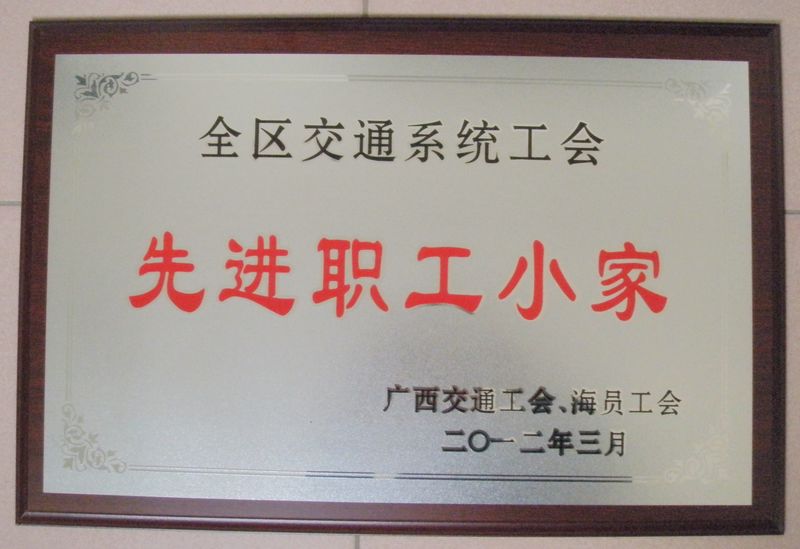 全区交通系统工会
先进职工小家
广西交通工会、海员工会
二〇一二年三月